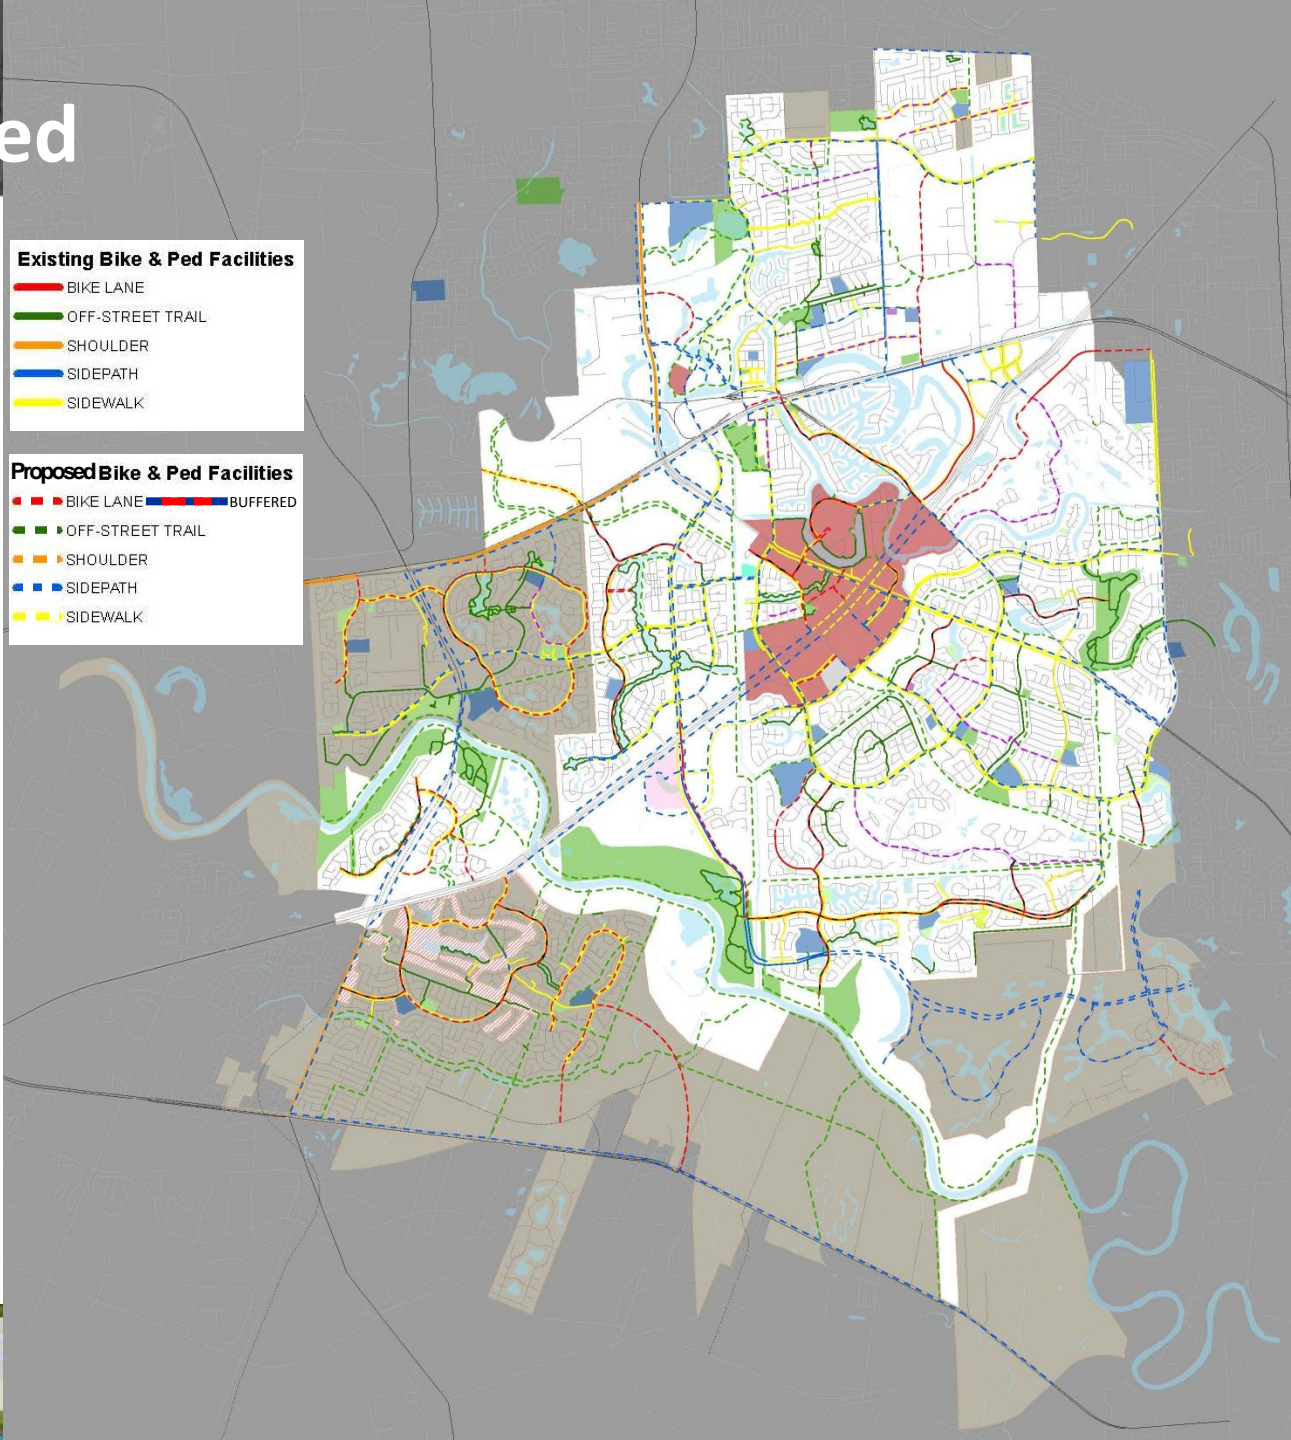 ed
Existing Bike & Ped Facilities
BIKE LANE
OFF-STREET TRAIL
SHOULDER
SIDEPATH
SIDEWALK
Proposed Bike & Ped Facilities
BIKE LANE BUFFERED
OFF-STREET TRAIL
SHOULDER
SIDEPATH
SIDEWALK